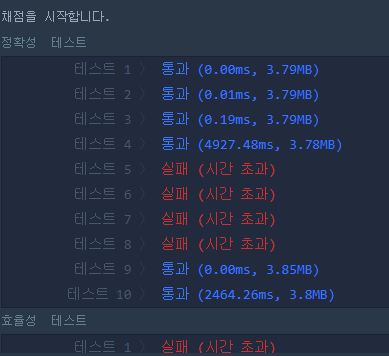 채점을 시작합니다.
정확성 테스트
테스트 1 〉 통과 (0.00ms, 3.79MB)
테스트 2 〉 통과 (0.01ms, 3.79MB)
테스트 3 〉 통과 (0.19ms, 3.79MB)
테스트 4 〉 통과 (4927.48ms, 3.78MB)
테스트 5 〉 실패 (시간 초과)
테스트 6 〉 실패 (시간 초과)
테스트 7 〉 실패 (시간 초과)
테스트 8 〉 실패 (시간 초과)
테스트 9 〉 통과 (0.00ms, 3.85MB)
테스트 10 〉 통과 (2464.26ms, 3.8MB)
효율성 테스트
테스트 1 〉 실패 (시간 초과)